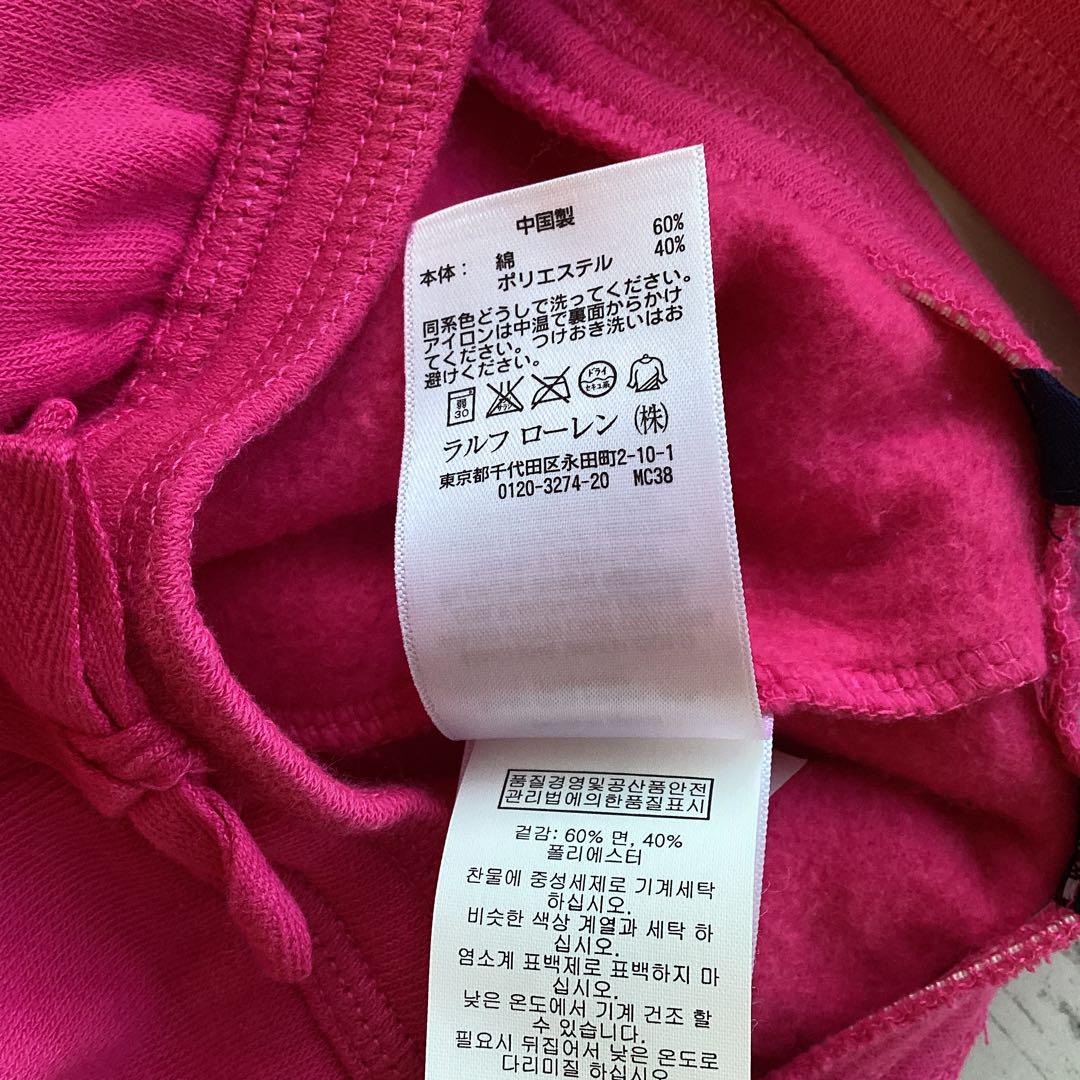 中国製
本体： 綿 60%
ポリエステル 40%
同系色どうしで洗ってください。
アイロンは中温で裏面からかけ
てください。つけおき洗いはお
避けください。
弱 30 ドライ セキユ系
ラルフ ローレン（株）
東京都千代田区永田町2-10-1
0120-3274-20 MC38
품질경영및공산품안전
관리법에의한품질표시
겉감: 60% 면, 40%
폴리에스터
찬물에 중성세제로 기계세탁
하십시오.
비슷한 색상 계열과 세탁 하
십시오.
염소계 표백제로 표백하지 마
십시오.
낮은 온도에서 기계 건조 할
수 있습니다.
필요시 뒤집어서 낮은 온도로
다리미질 하십시오